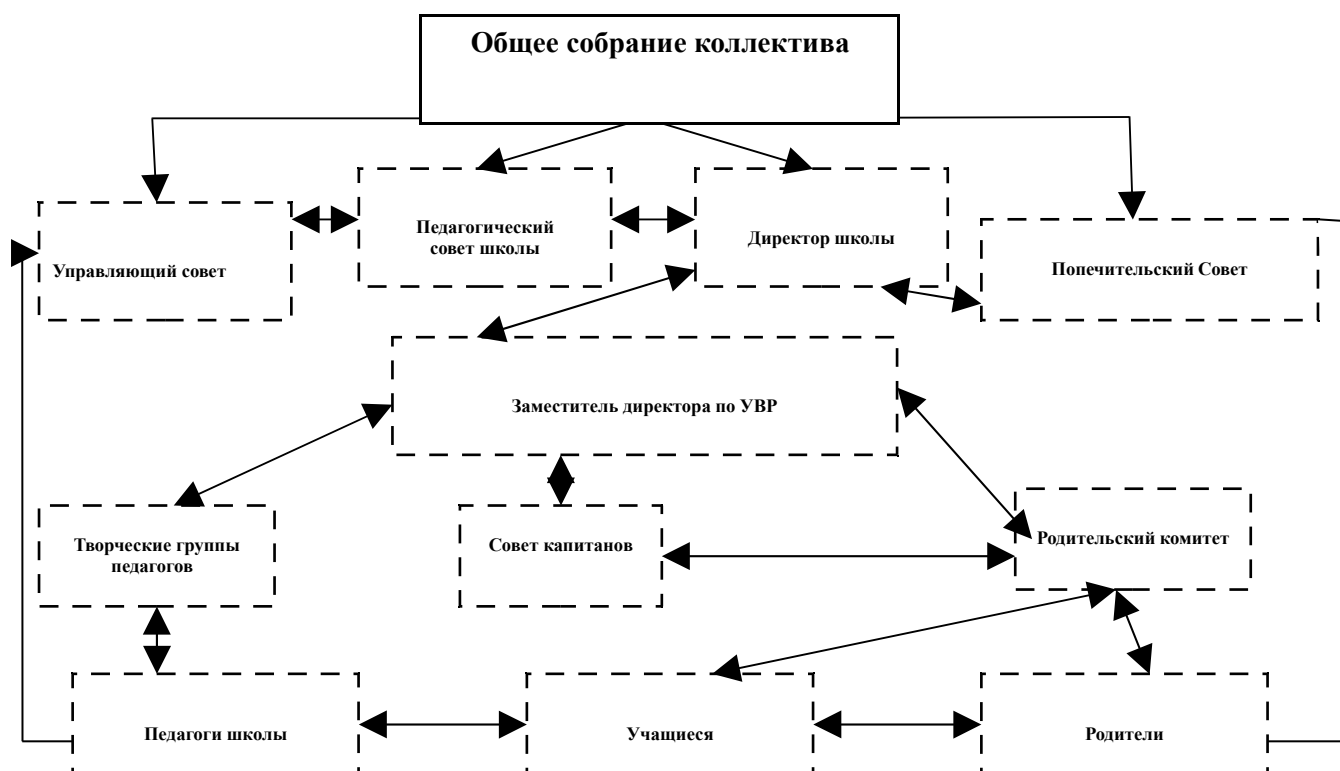 Общее собрание коллектива
Педагогический
совет школы
Директор школы
Управляющий совет
Попечительский Совет
Заместитель директора по УВР
Творческие группы
педагогов
Совет капитанов
Родительский комитет
Педагоги школы
Учащиеся
Родители